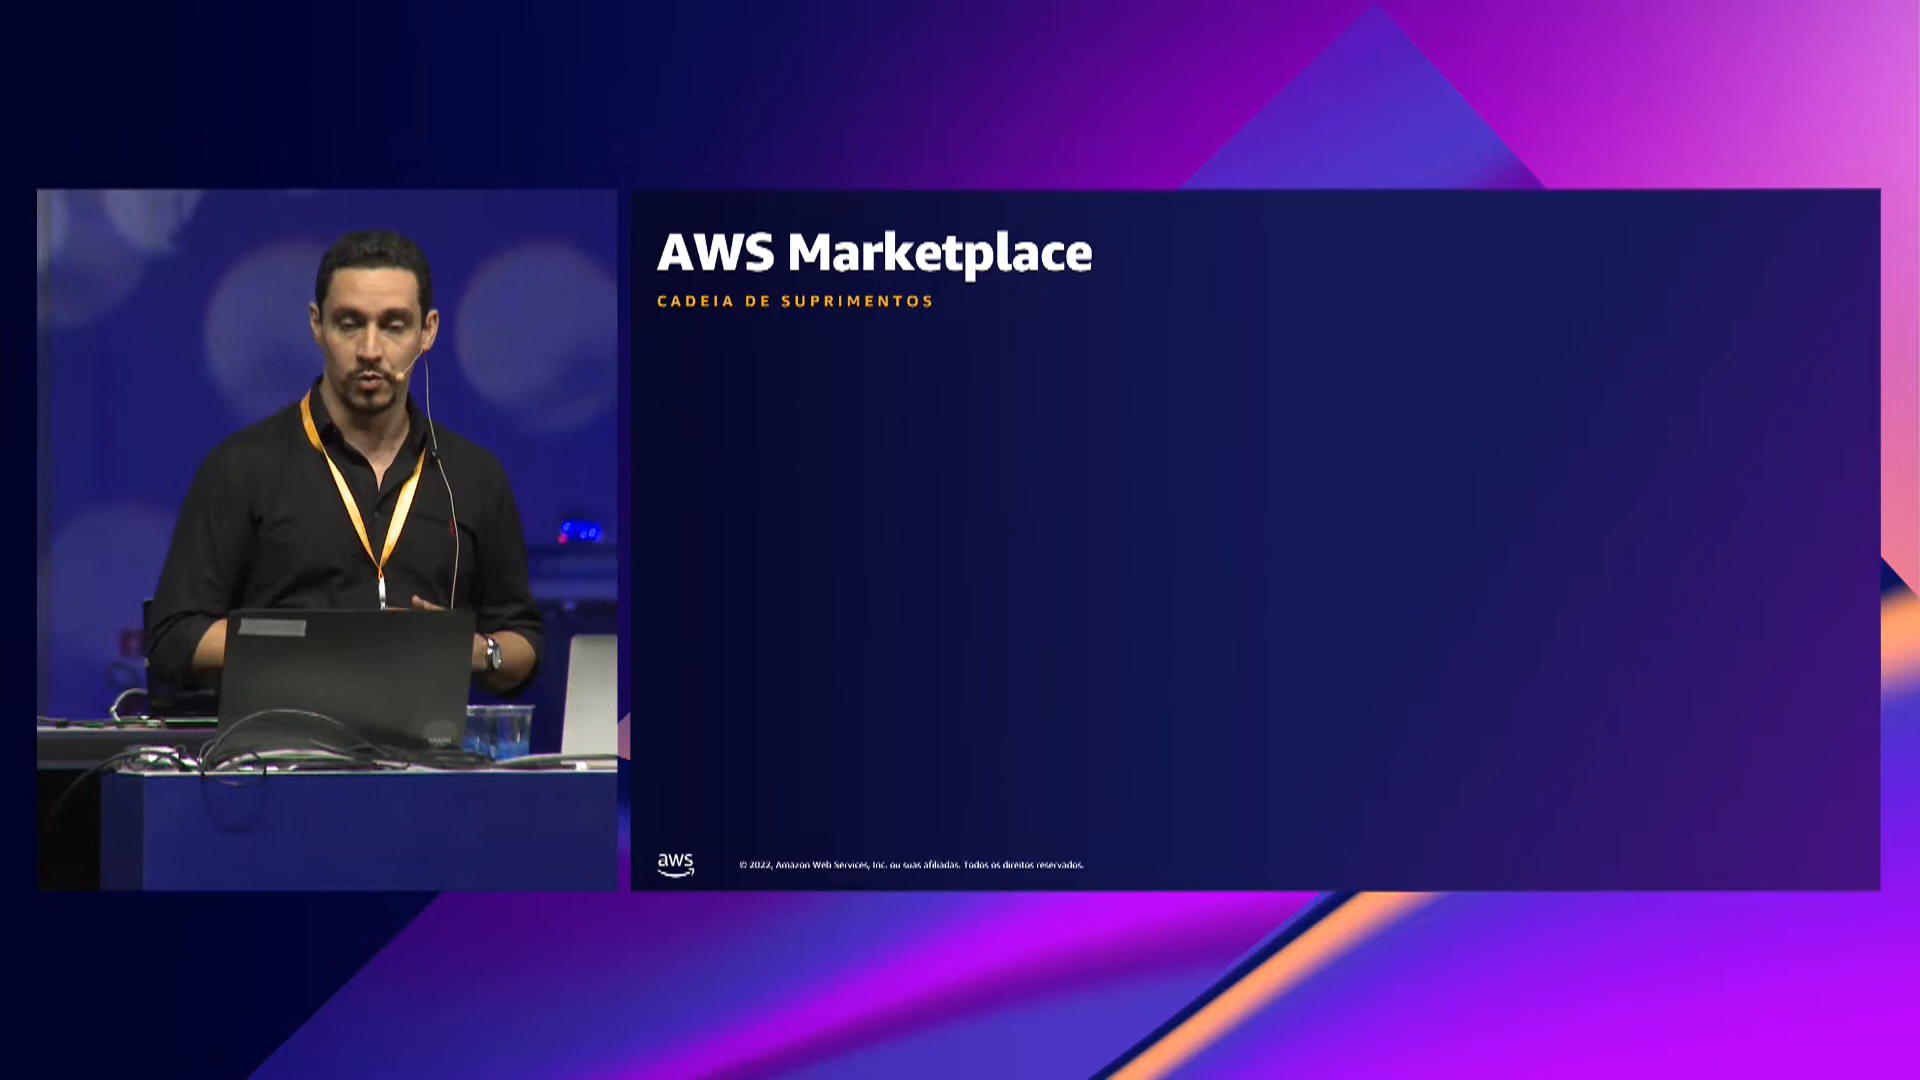 AWS Marketplace
CADEIA DE SUPRIMENTOS
aws
© 2022, Amazon Web Services, Inc. ou suas afiliadas. Todos os direitos reservados.